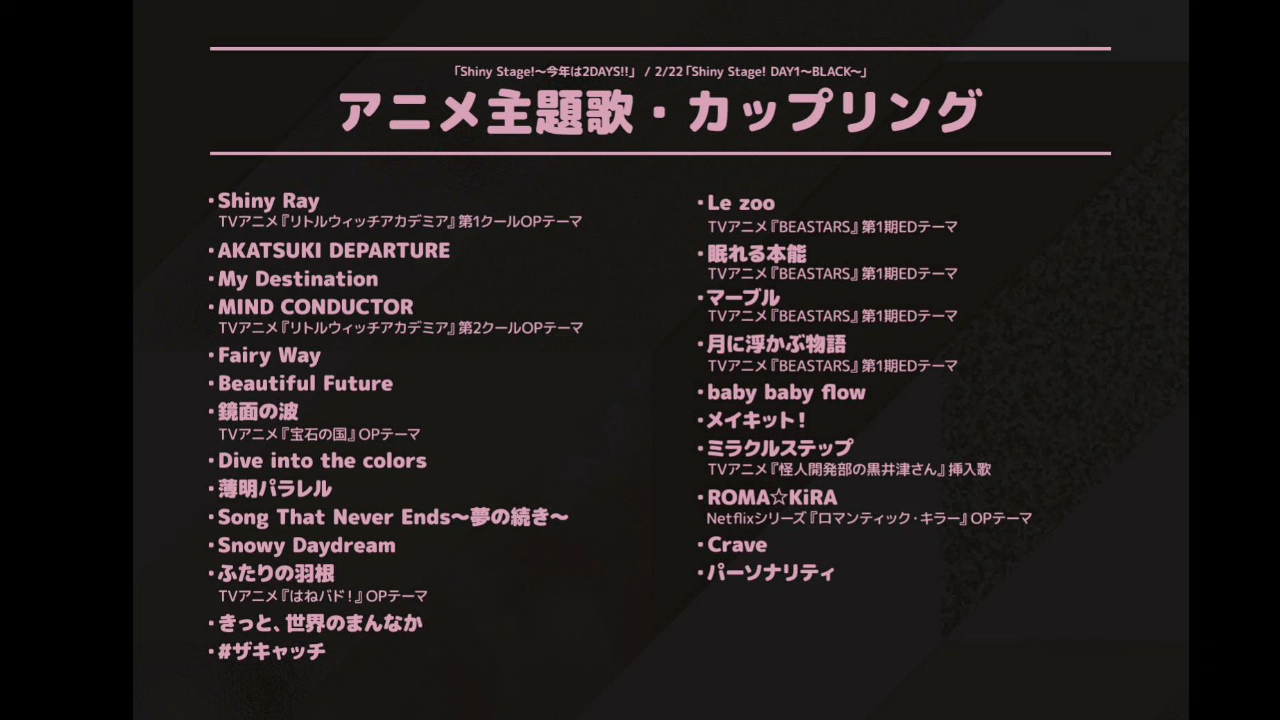 「Shiny Stage!～今年は2DAYS!!」 / 2/22「Shiny Stage! DAY1～BLACK～」
アニメ主題歌・カップリング
・Shiny Ray
TVアニメ『リトルウィッチアカデミア』第1クールOPテーマ
・AKATSUKI DEPARTURE
・My Destination
・MIND CONDUCTOR
TVアニメ『リトルウィッチアカデミア』第2クールOPテーマ
・Fairy Way
・Beautiful Future
・鏡面の波
TVアニメ『宝石の国』OPテーマ
・Dive into the colors
・薄明パラレル
・Song That Never Ends～夢の続き～
・Snowy Daydream
・ふたりの羽根
TVアニメ『はねバド！』OPテーマ
・きっと、世界のまんなか
・#ザキャッチ
・Le zoo
TVアニメ『BEASTARS』第1期EDテーマ
・眠れる本能
TVアニメ『BEASTARS』第1期EDテーマ
・マーブル
TVアニメ『BEASTARS』第1期EDテーマ
・月に浮かぶ物語
TVアニメ『BEASTARS』第1期EDテーマ
・baby baby flow
・メイキット！
・ミラクルステップ
TVアニメ『怪人開発部の黒井津さん』挿入歌
・ROMA☆KiRA
Netflixシリーズ『ロマンティック・キラー』OPテーマ
・Crave
・パーソナリティ